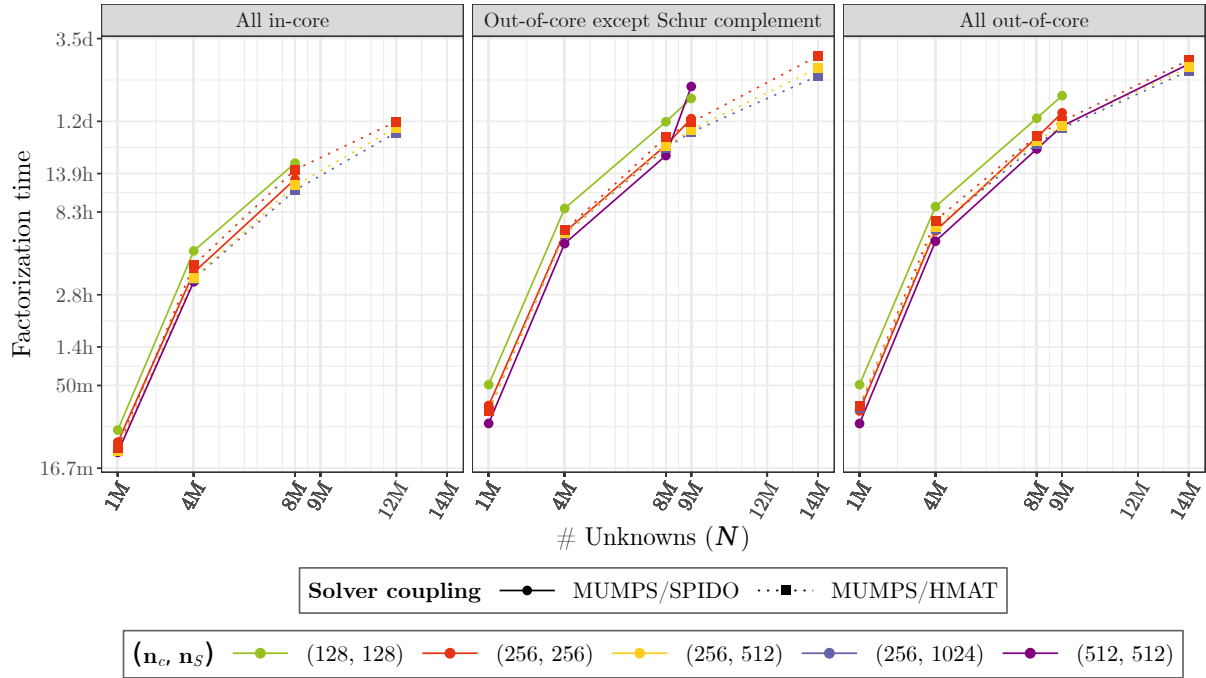 All in-core
Out-of-core except Schur complement
All out-of-core
Factorization time
3.5d
1.2d
13.9h
8.3h
2.8h
1.4h
50m
16.7m
1M 4M 8M 9M 12M 14M
1M 4M 8M 9M 12M 14M
1M 4M 8M 9M 12M 14M
# Unknowns (N)
Solver coupling MUMPS/SPIDO MUMPS/HMAT
(n_c, n_S) (128, 128) (256, 256) (256, 512) (256, 1024) (512, 512)